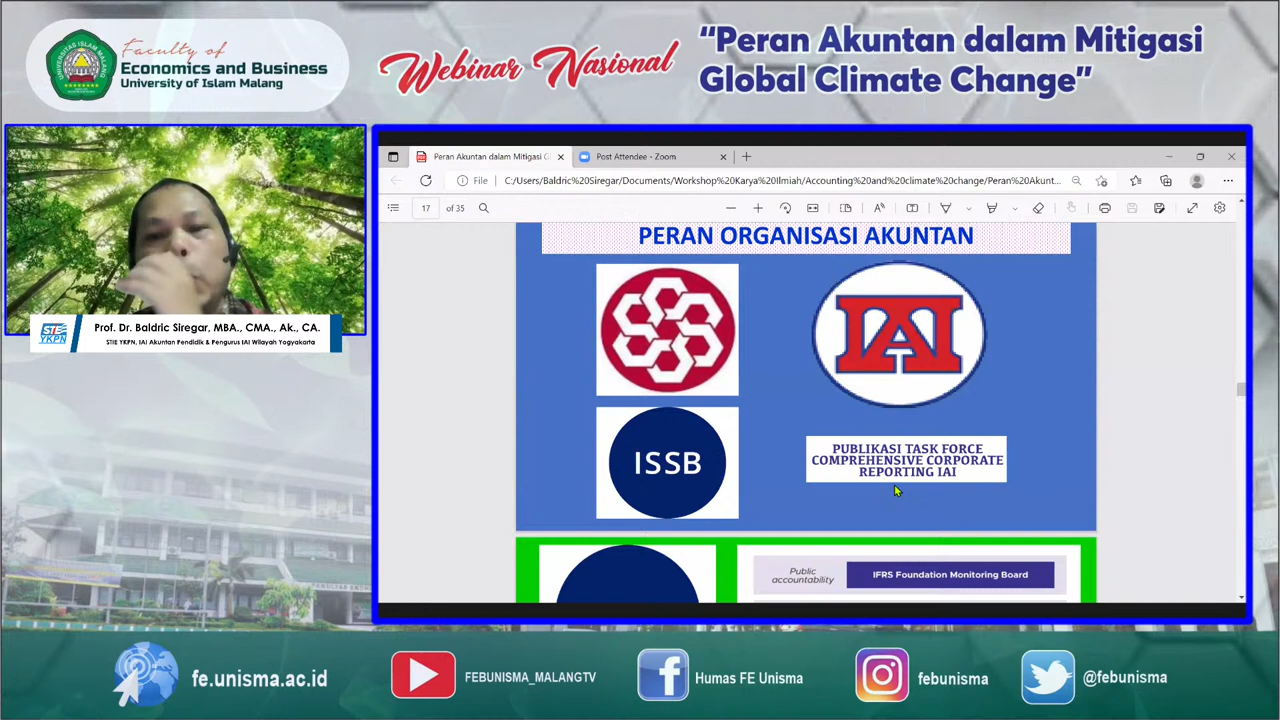 UNIVERSITAS ISLAM MALANG
Faculty of
Economics and Business
University of Islam Malang
Webinar Nasional
“Peran Akuntan dalam Mitigasi
Global Climate Change”
Peran Akuntan dalam Mitigasi G
Post Attendee - Zoom
File
C:/Users/Baldric%20Siregar/Documents/Workshop%20Karya%20Ilmiah/Accounting%20and%20climate%20change/Peran%20Akunt...
17 of 35
PERAN ORGANISASI AKUNTAN
IAI
ISSB
PUBLIKASI TASK FORCE
COMPREHENSIVE CORPORATE
REPORTING IAI
Public
accountability
IFRS Foundation Monitoring Board
STIE
YKPN
Prof. Dr. Baldric Siregar, MBA., CMA., Ak., CA.
STIE YKPN, IAI Akuntan Pendidik & Pengurus IAI Wilayah Yogyakarta
fe.unisma.ac.id
FEBUNISMA_MALANGTV
Humas FE Unisma
febunisma
@febunisma